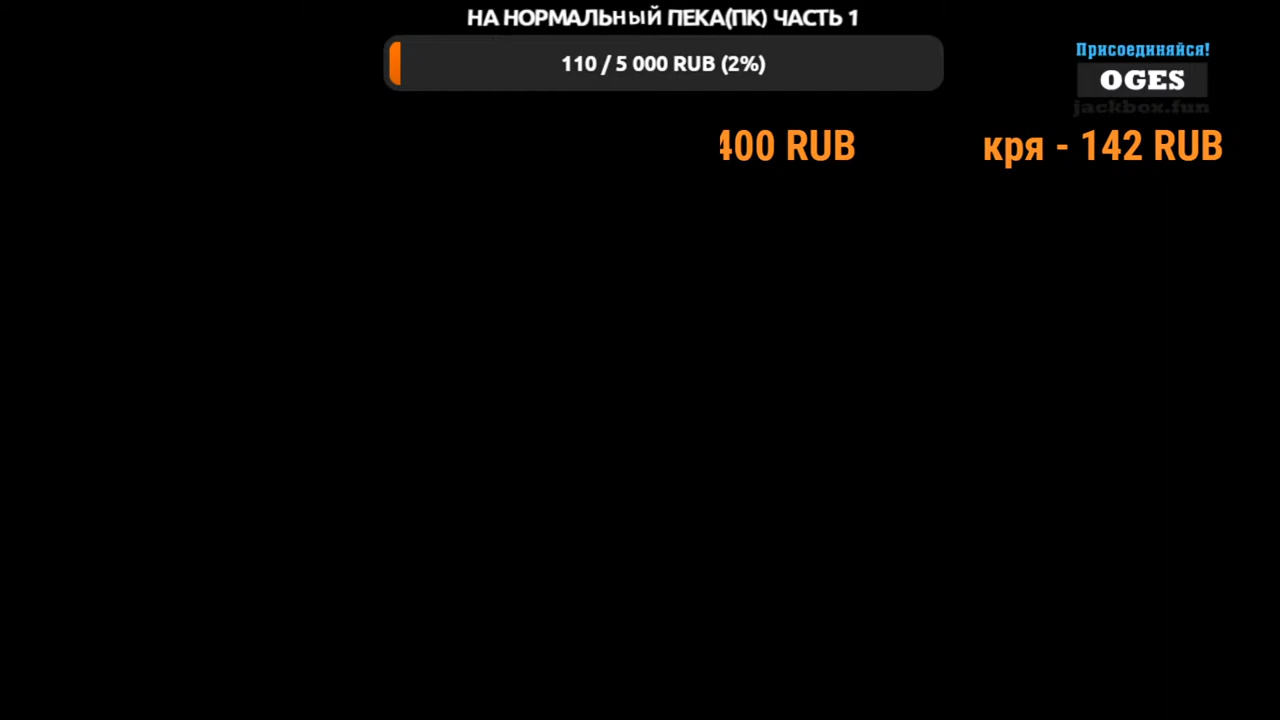 НА НОРМАЛЬНЫЙ ПЕКА(ПК) ЧАСТЬ 1
110 / 5 000 RUB (2%)
Присоединяйся!
OGES
jackbox.fun
400 RUB
кря - 142 RUB